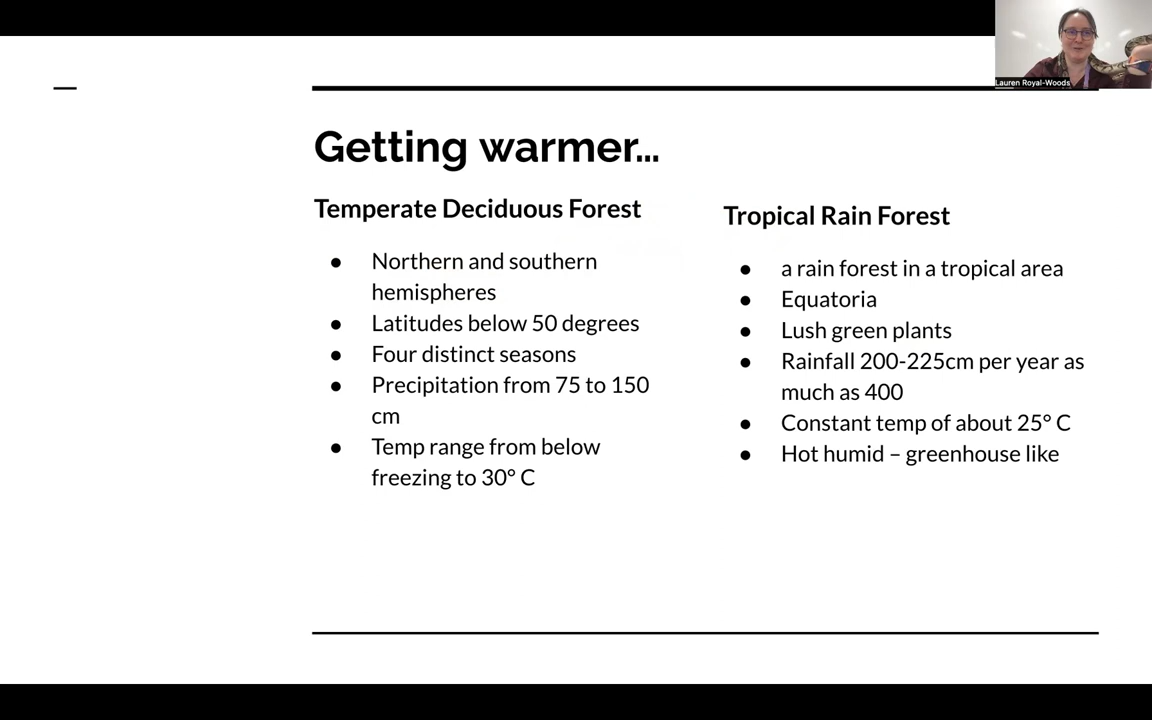 Lauren Royal-Woods
Getting warmer...
Temperate Deciduous Forest
● Northern and southern
hemispheres
● Latitudes below 50 degrees
● Four distinct seasons
● Precipitation from 75 to 150
cm
● Temp range from below
freezing to 30° C
Tropical Rain Forest
● a rain forest in a tropical area
● Equatoria
● Lush green plants
● Rainfall 200-225cm per year as
much as 400
● Constant temp of about 25° C
● Hot humid – greenhouse like